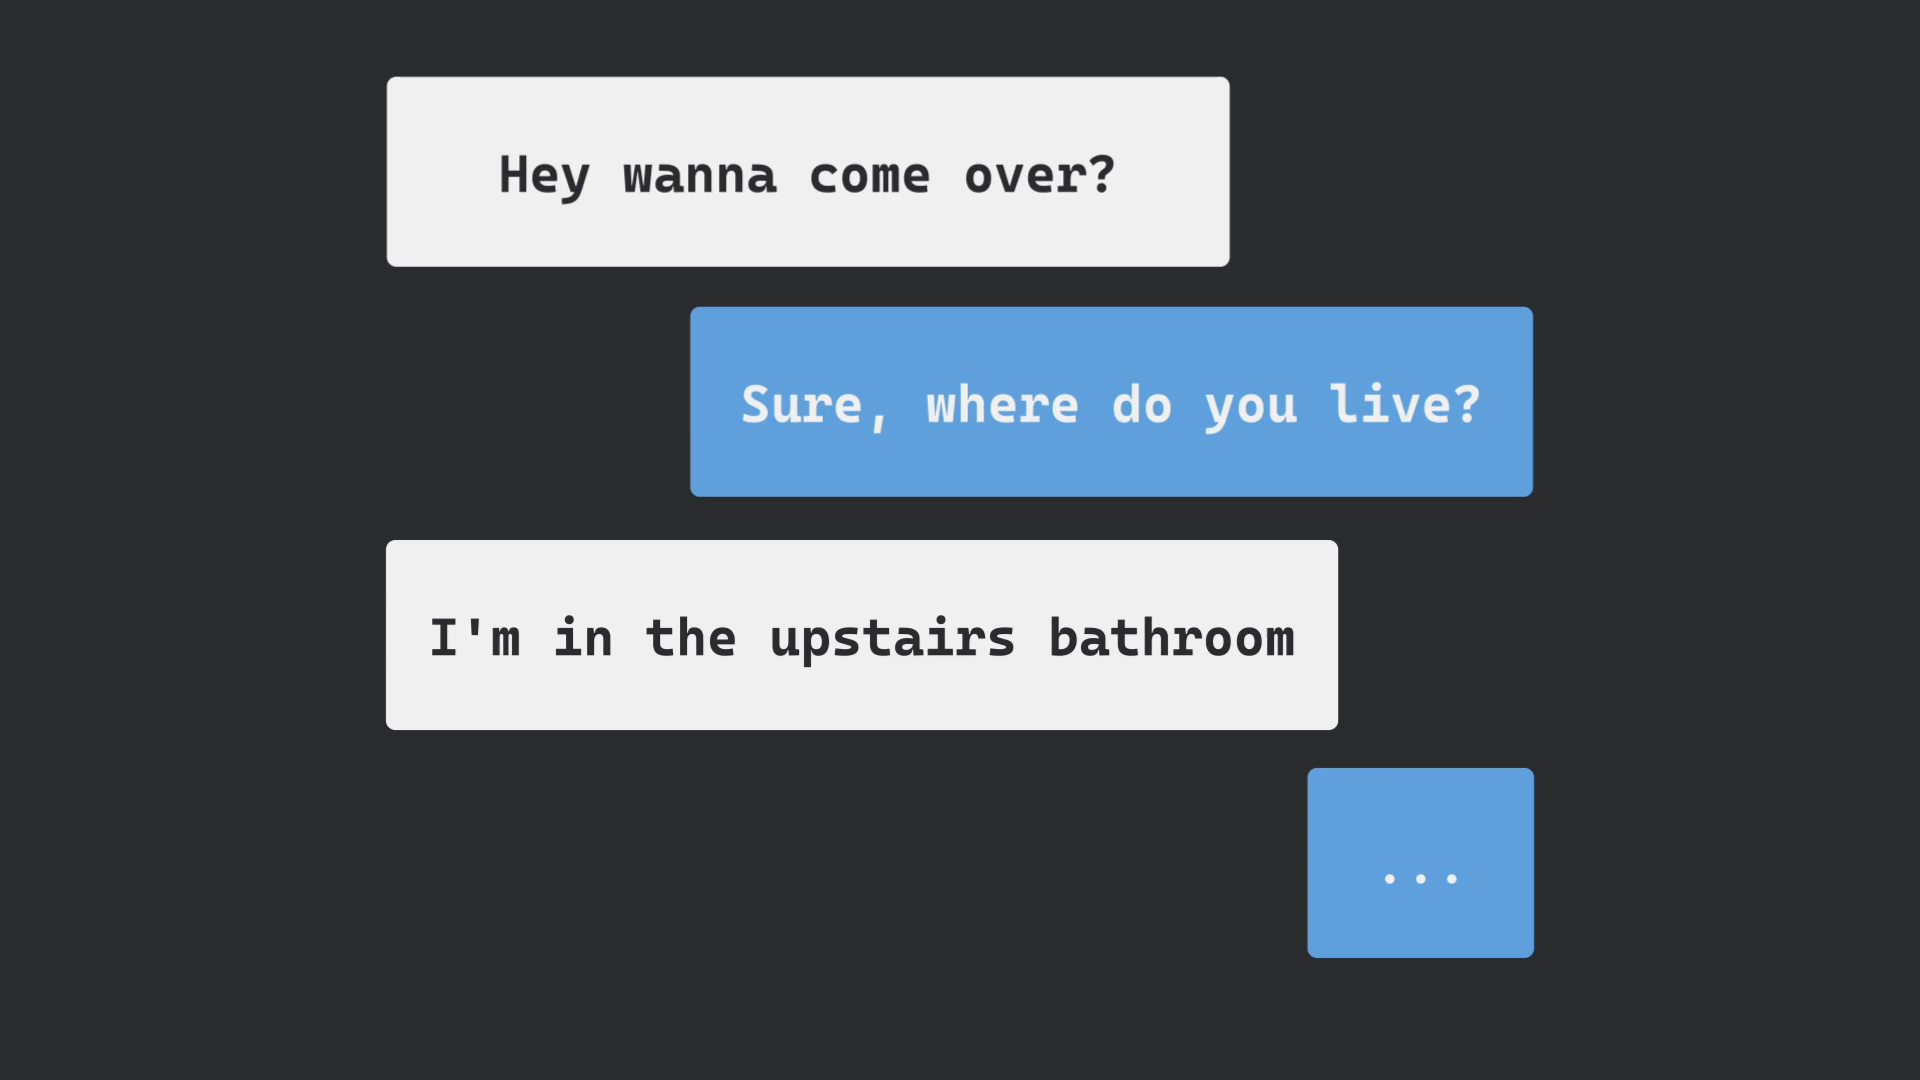 Hey wanna come over?
Sure, where do you live?
I'm in the upstairs bathroom
...